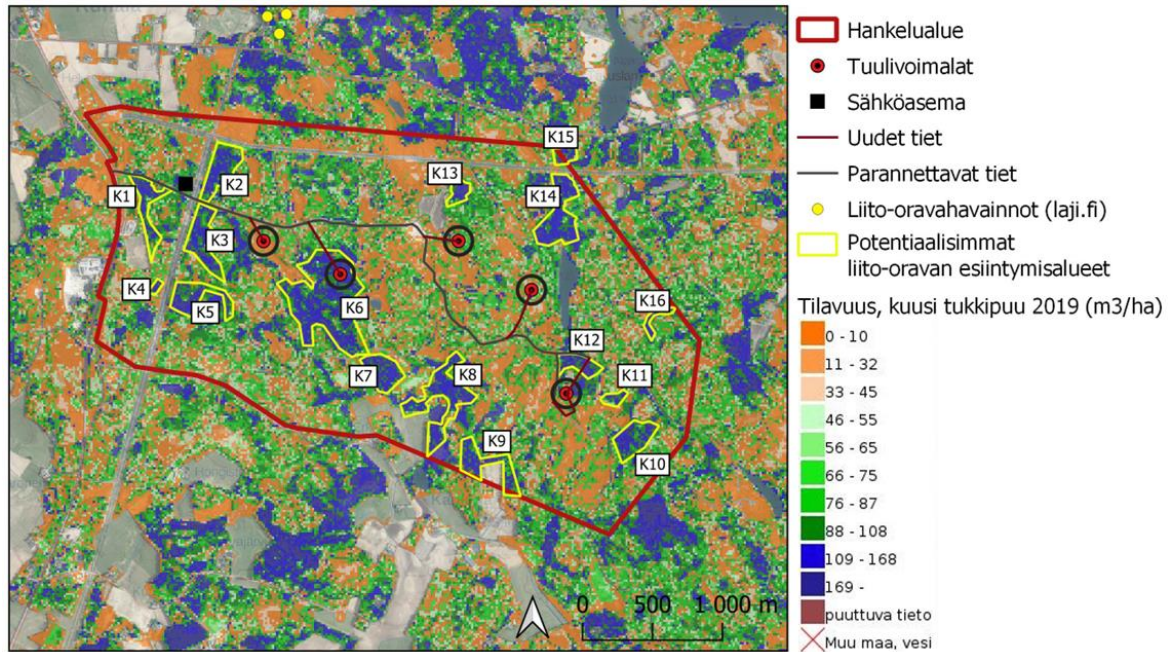 K15
K13
K2
K1
K14
K3
K4
K16
K6
K5
K12
K7
K8
K11
K9
K10
0 500 1 000 m
Hankelualue
Tuulivoimalat
Sähköasema
Uudet tiet
Parannettavat tiet
Liito-oravahavainnot (laji.fi)
Potentiaalisimmat
liito-oravan esiintymisalueet
Tilavuus, kuusi tukkipuu 2019 (m3/ha)
0 - 10
11 - 32
33 - 45
46 - 55
56 - 65
66 - 75
76 - 87
88 - 108
109 - 168
169 -
puuttuva tieto
Muu maa, vesi